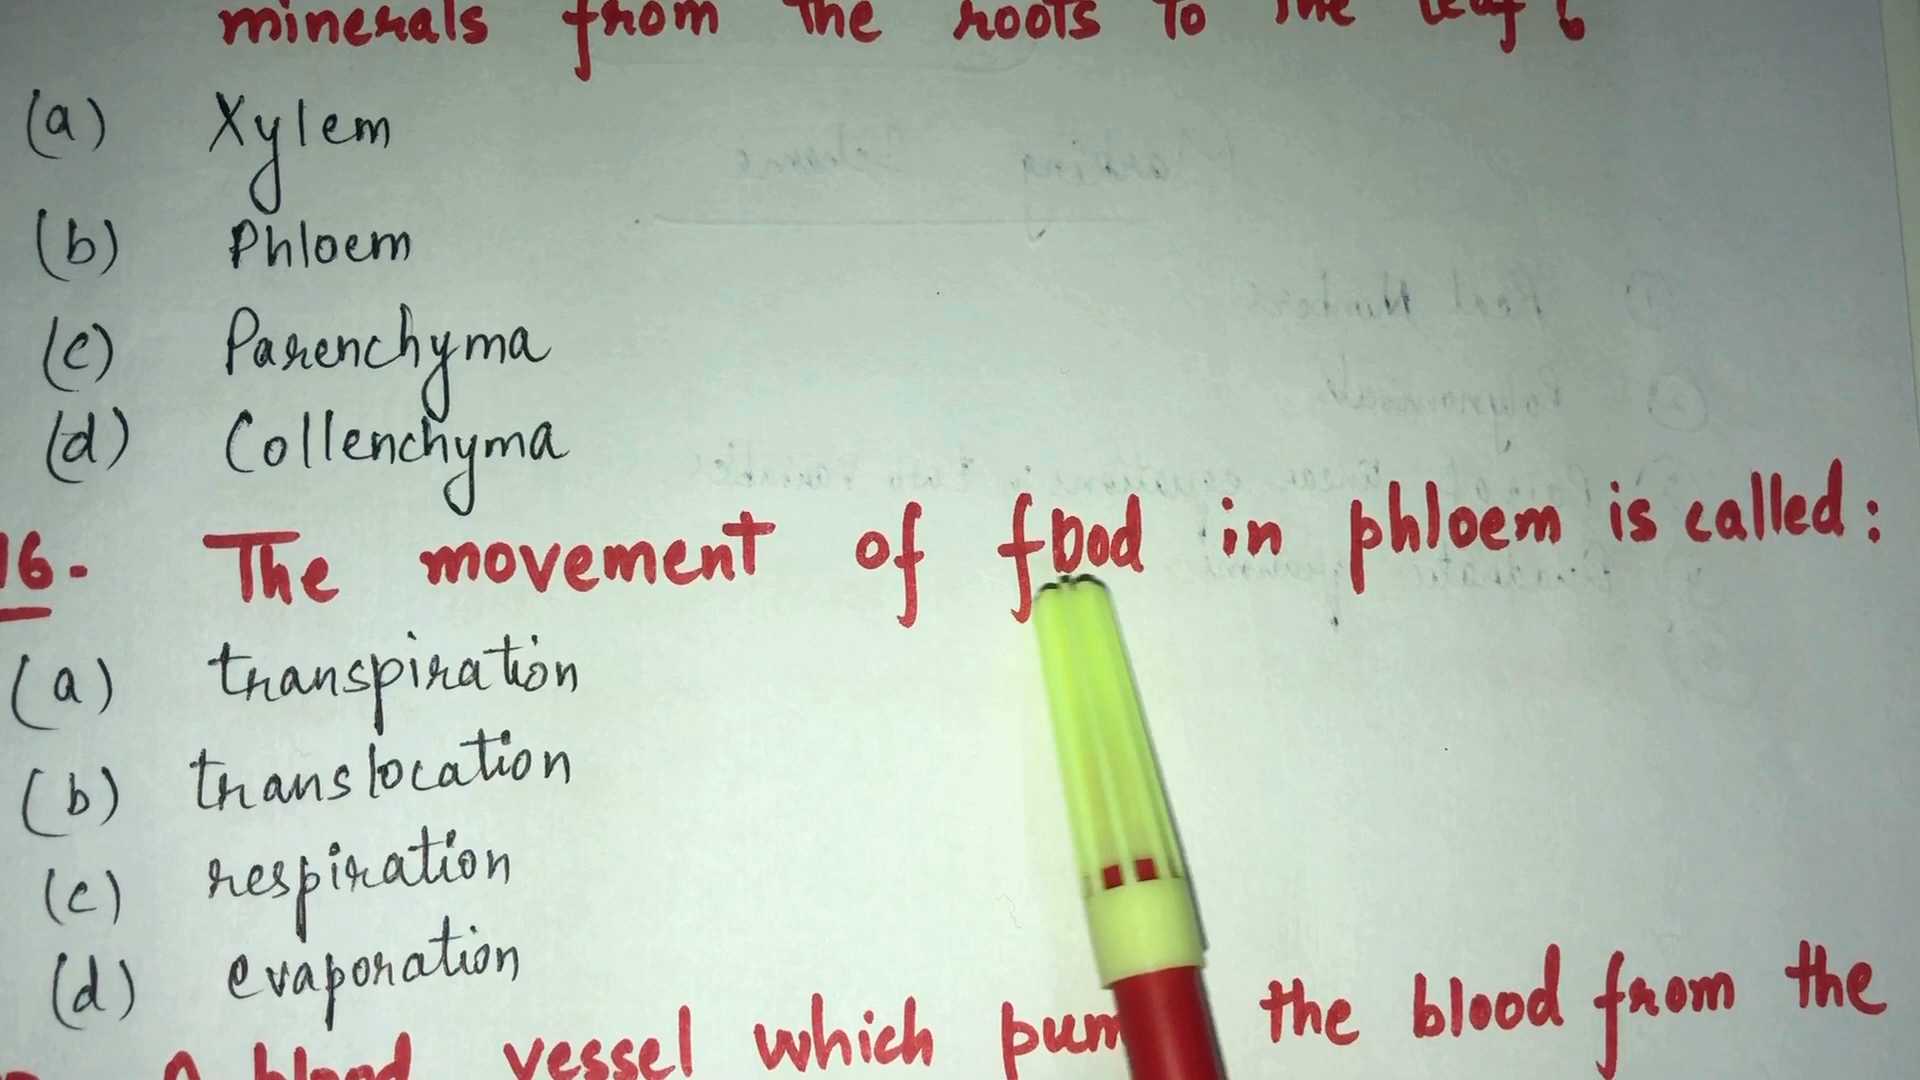 minerals from the roots to the leaf
(a) Xylem
(b) Phloem
(c) Parenchyma
(d) Collenchyma
16. The movement of food in phloem is called:
(a) transpiration
(b) translocation
(c) respiration
(d) evaporation
A blood vessel which the blood from the